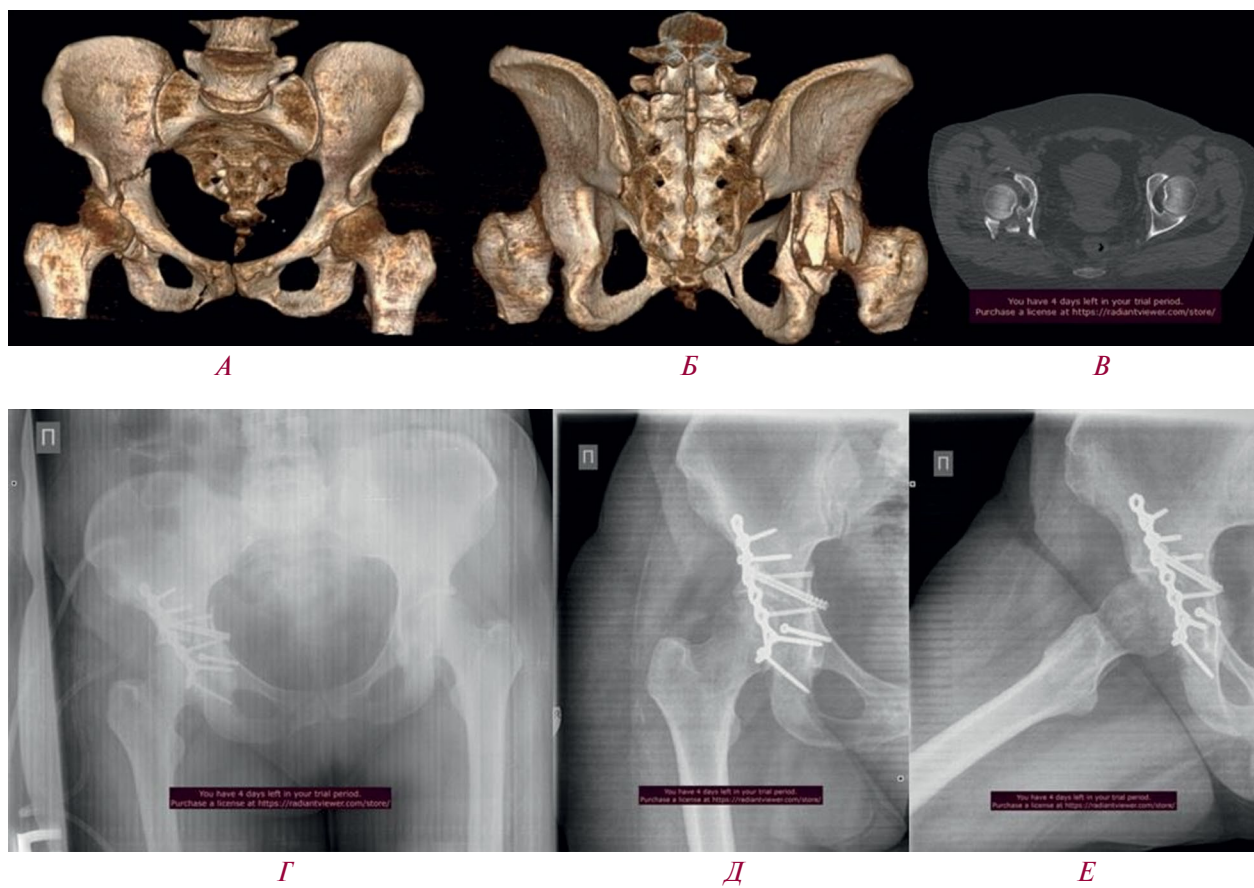 You have 4 days left in your trial period.
Purchase a license at https://radiantviewer.com/store/
А
Б
В
П
П
П
You have 4 days left in your trial period.
Purchase a license at https://radiantviewer.com/store/
You have 4 days left in your trial period.
Purchase a license at https://radiantviewer.com/store/
You have 4 days left in your trial period.
Purchase a license at https://radiantviewer.com/store/
Г
Д
Е